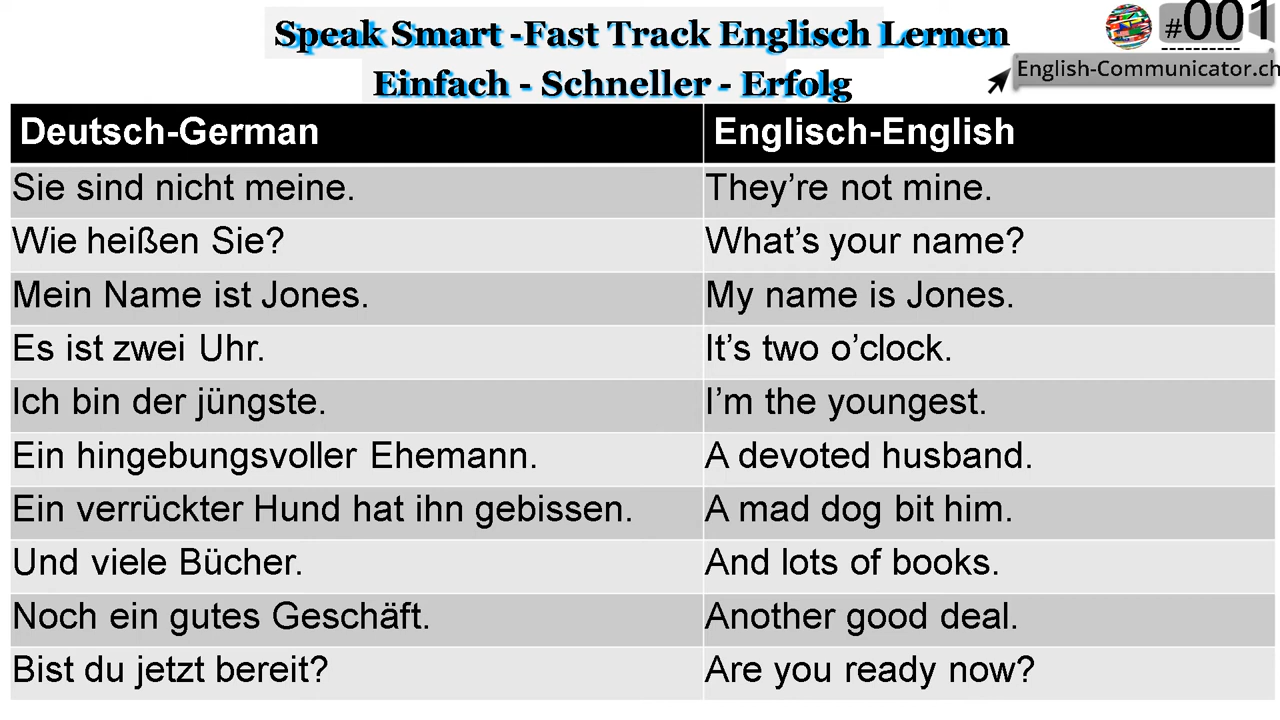 Speak Smart -Fast Track Englisch Lernen
Einfach - Schneller - Erfolg
#001
English-Communicator.ch
Deutsch-German Englisch-English
Sie sind nicht meine. They’re not mine.
Wie heißen Sie? What’s your name?
Mein Name ist Jones. My name is Jones.
Es ist zwei Uhr. It’s two o’clock.
Ich bin der jüngste. I’m the youngest.
Ein hingebungsvoller Ehemann. A devoted husband.
Ein verrückter Hund hat ihn gebissen. A mad dog bit him.
Und viele Bücher. And lots of books.
Noch ein gutes Geschäft. Another good deal.
Bist du jetzt bereit? Are you ready now?